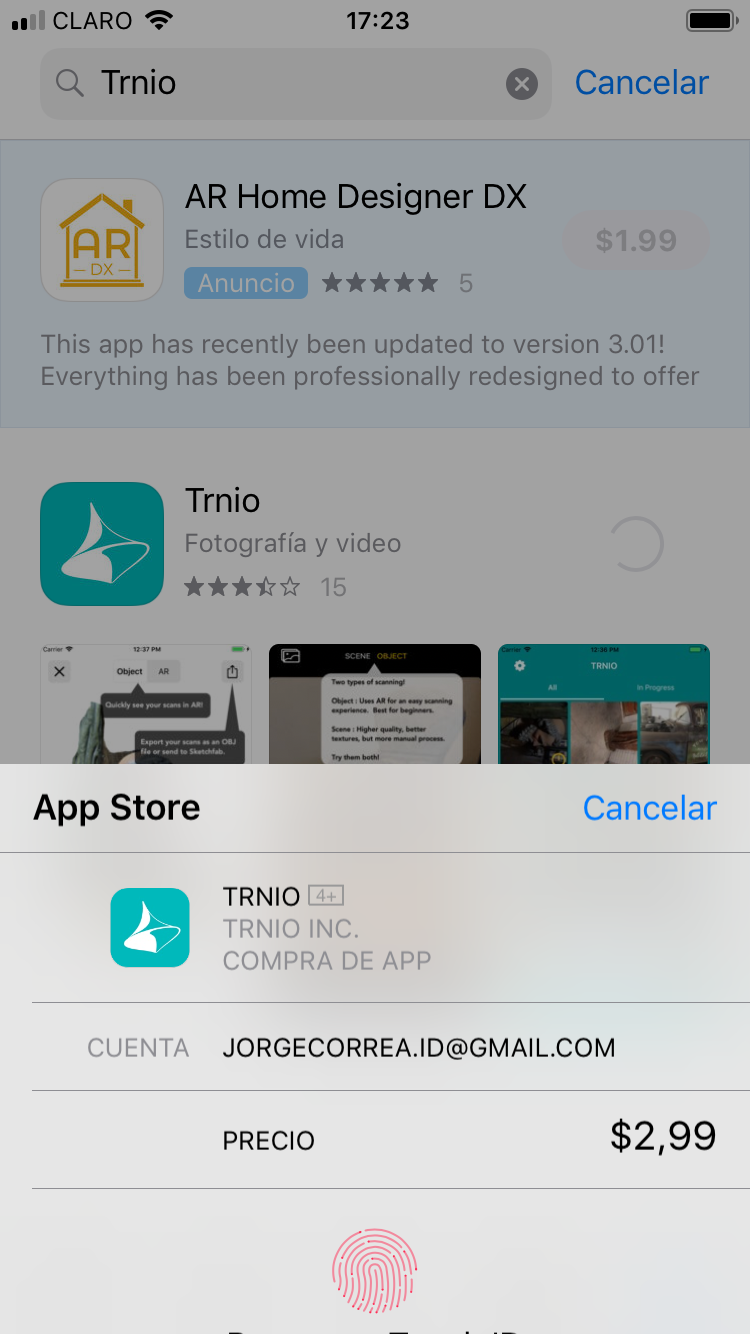 CLARO 17:23
Trnio Cancelar
AR Home Designer DX
Estilo de vida
$1.99
Anuncio 5
AR
DX
This app has recently been updated to version 3.01!
Everything has been professionally redesigned to offer
Trnio
Fotografía y video
15
Carrier 12:37 PM
Object AR
Quickly see your scans in AR!
Export your scans as an OBJ
file or send to Sketchfab.
SCENE OBJECT
Two types of scanning!
Object : Uses AR for an easy scanning
experience. Best for beginners.
Scene : Higher quality, better
textures, but more manual process.
Try them both!
Carrier 12:36 PM
TRNIO
All In Progress
App Store Cancelar
TRNIO 4+
TRNIO INC.
COMPRA DE APP
CUENTA JORGECORREA.ID@GMAIL.COM
PRECIO $2,99